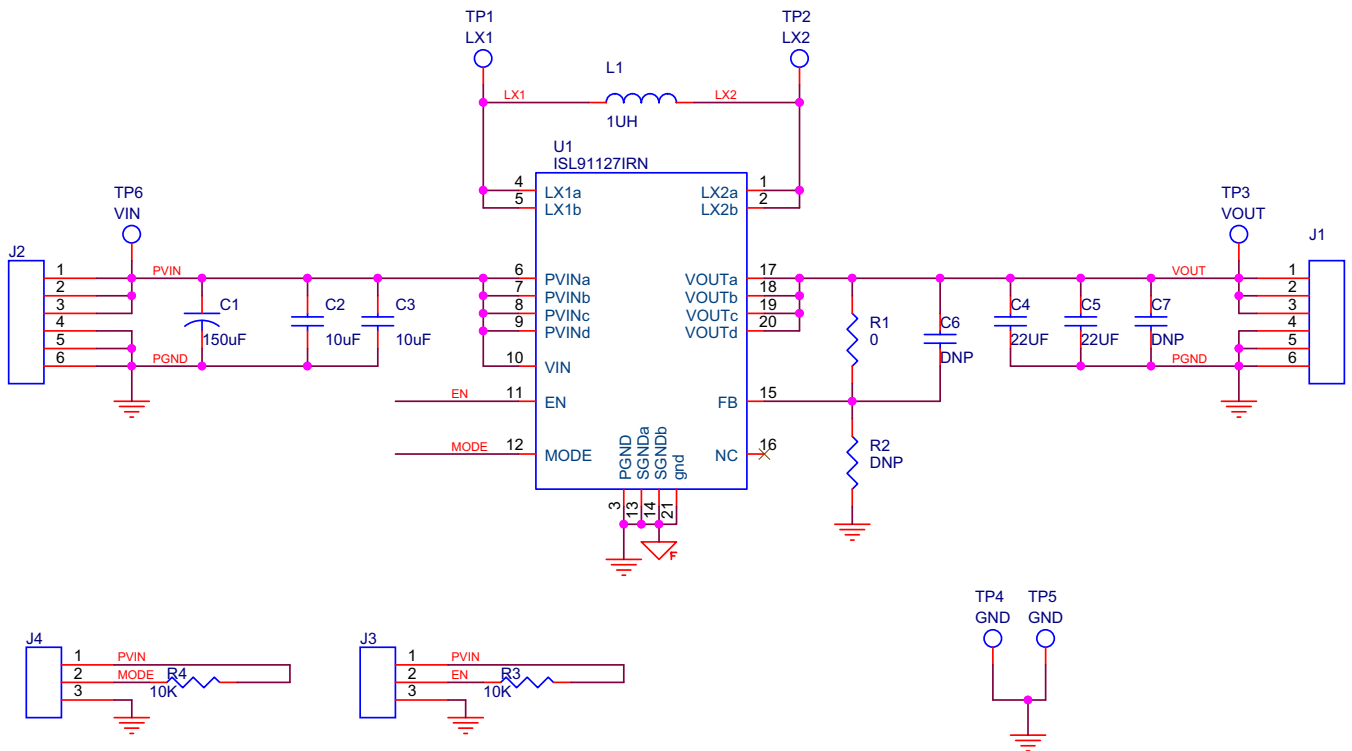 TP1
LX1
TP2
LX2
L1
LX1
LX2
1UH
U1
ISL91127IRN
4
LX1a
5
LX1b
1
LX2a
2
LX2b
TP6
VIN
TP3
VOUT
J2
J1
1
2
3
4
5
6
PVIN
PGND
C1
150uF
C2
10uF
C3
10uF
6
PVINa
7
PVINb
8
PVINc
9
PVINd
10
VIN
11
EN
EN
12
MODE
MODE
VOUTa
17
VOUTb
18
VOUTc
19
VOUTd
20
FB
15
NC
16
PGND
SGNDa
SGNDb
gnd
3
13
14
21
F
R1
0
C6
DNP
R2
DNP
C4
22UF
C5
22UF
C7
DNP
VOUT
PGND
1
2
3
4
5
6
J4
1
2
3
PVIN
MODE
R4
10K
J3
1
2
3
PVIN
EN
R3
10K
TP4
GND
TP5
GND